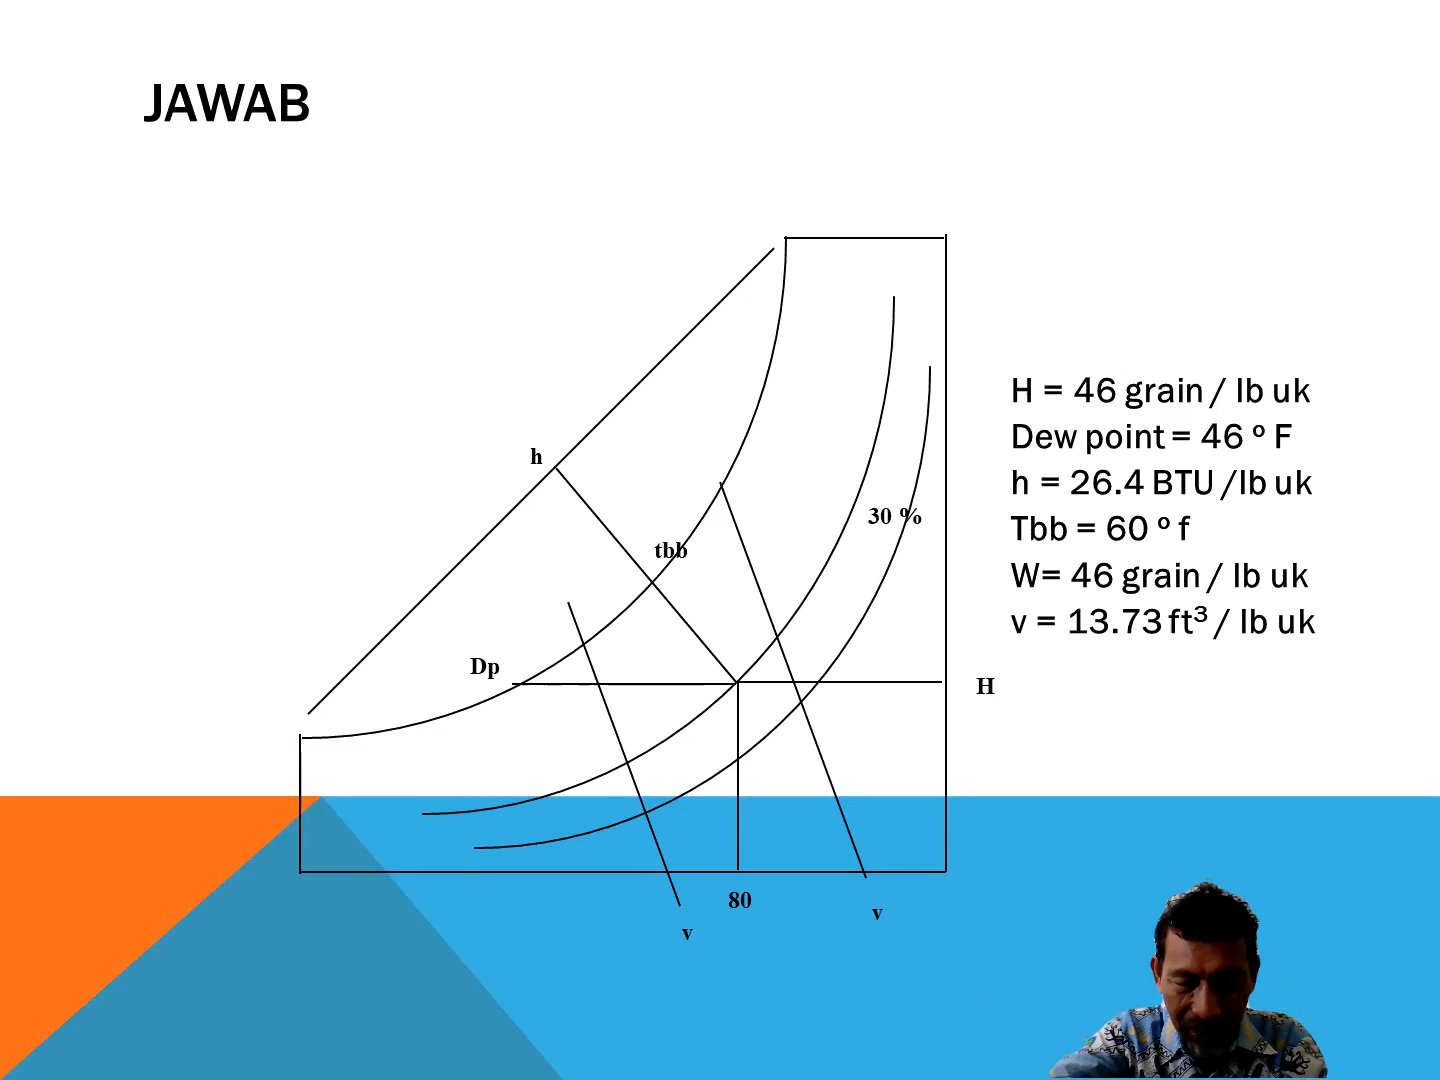 JAWAB
h
tbb
30 %
Dp
H
80
v
v
H = 46 grain / lb uk
Dew point = 46 º F
h = 26.4 BTU /lb uk
Tbb = 60 º f
W= 46 grain / lb uk
v = 13.73 ft³ / lb uk